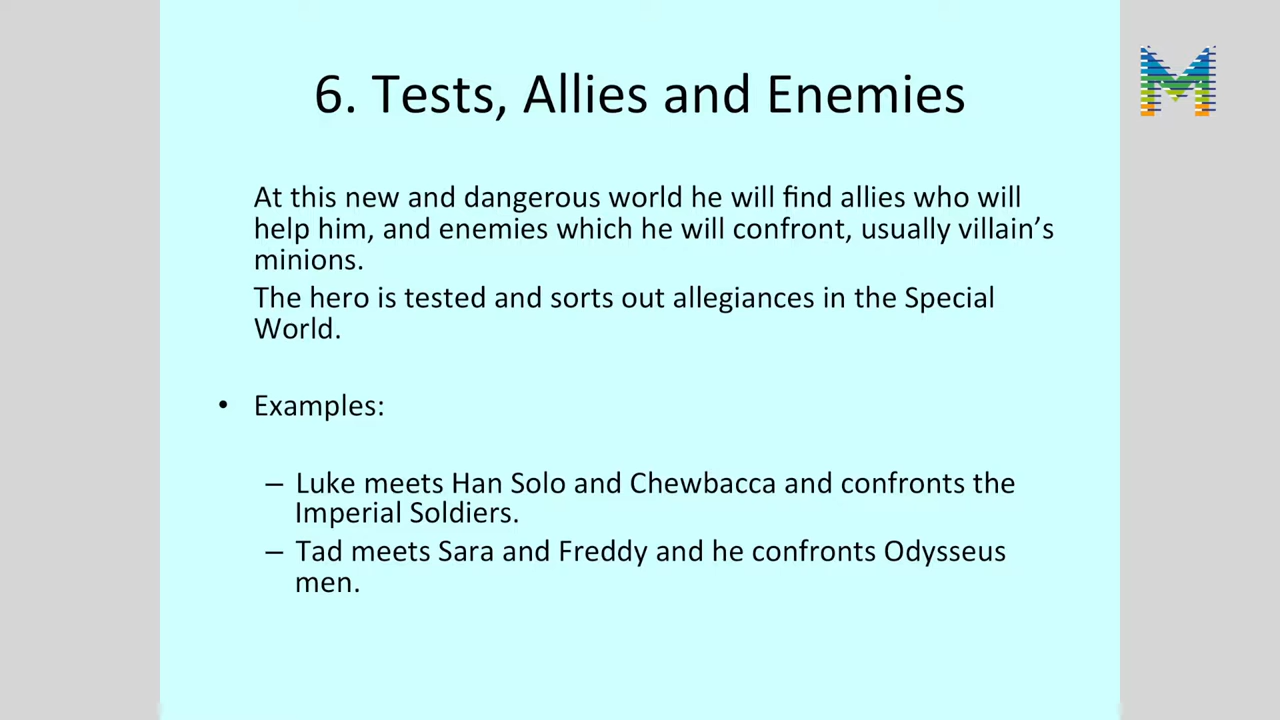 6. Tests, Allies and Enemies
At this new and dangerous world he will find allies who will
help him, and enemies which he will confront, usually villain’s
minions.
The hero is tested and sorts out allegiances in the Special
World.
• Examples:
– Luke meets Han Solo and Chewbacca and confronts the
Imperial Soldiers.
– Tad meets Sara and Freddy and he confronts Odysseus
men.
M